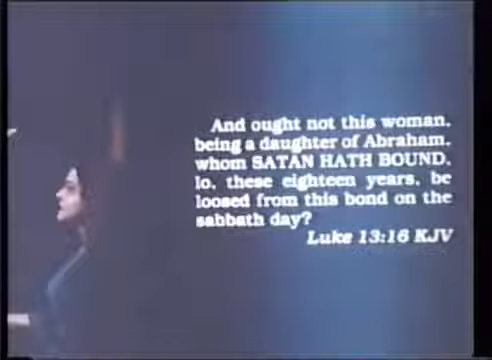 And ought not this woman,
being a daughter of Abraham,
whom SATAN HATH BOUND,
lo, these eighteen years, be
loosed from this bond on the
sabbath day?
Luke 13:16 KJV